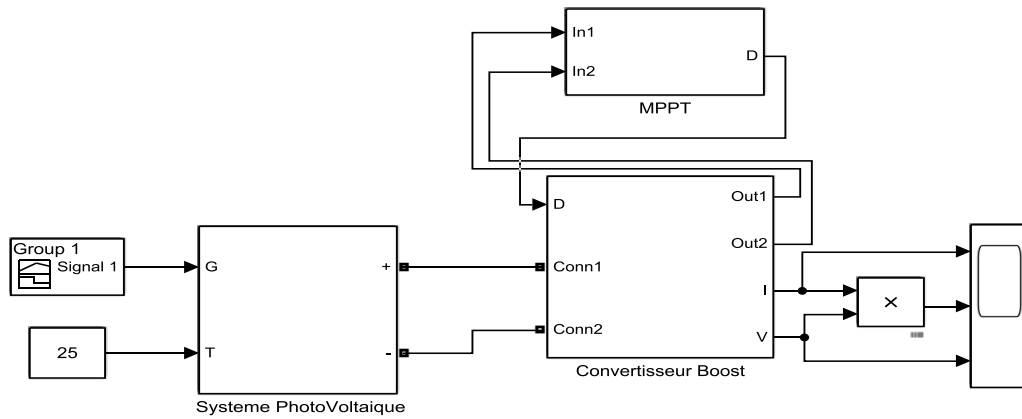 In1
In2
D
MPPT
D
Out1
Out2
Group 1
Signal 1
G
+
Conn1
I
×
25
T
-
Conn2
V
Convertisseur Boost
Systeme PhotoVoltaique